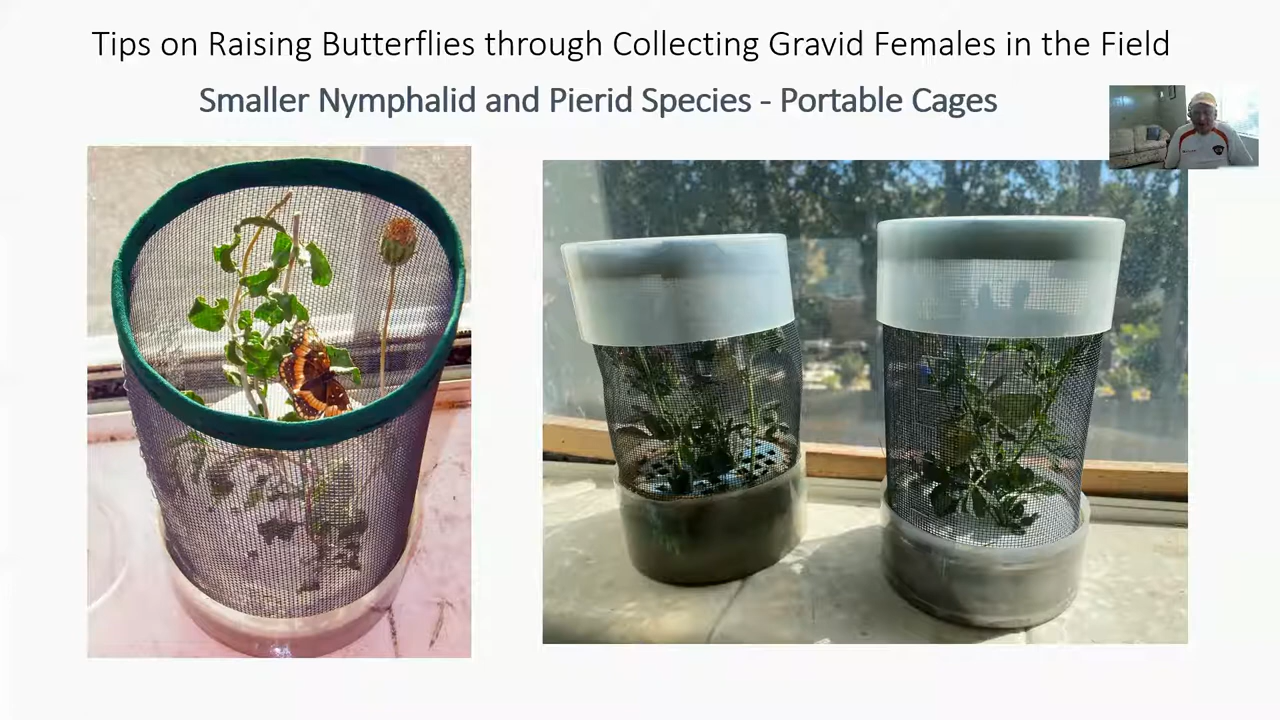 Tips on Raising Butterflies through Collecting Gravid Females in the Field
Smaller Nymphalid and Pierid Species - Portable Cages